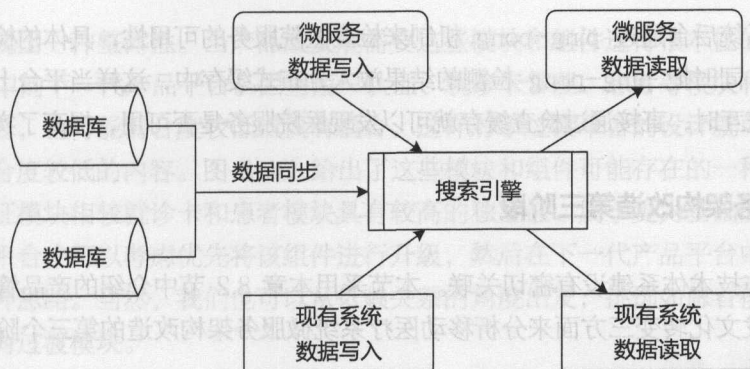 微服务
数据写入
微服务
数据读取
数据库
数据同步
搜索引擎
数据库
现有系统
数据写入
现有系统
数据读取